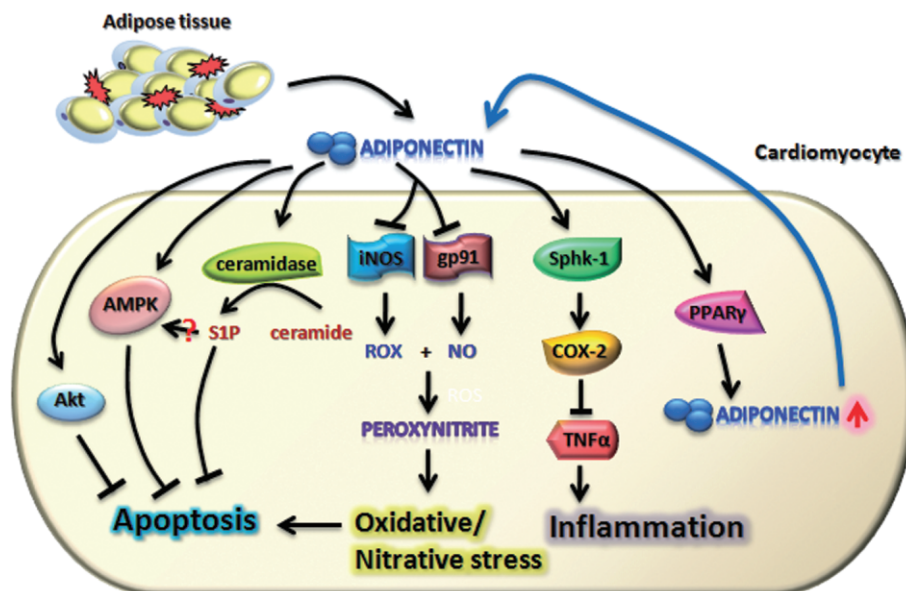 Adipose tissue
ADIPONECTIN
Cardiomyocyte
ceramidase
iNOS
gp91
Sphk-1
AMPK
PPARγ
?
S1P
ceramide
ROX + NO
COX-2
Akt
ROS
ADIPONECTIN
PEROXYNITRITE
TNFα
Apoptosis
Oxidative/
Nitrative stress
Inflammation